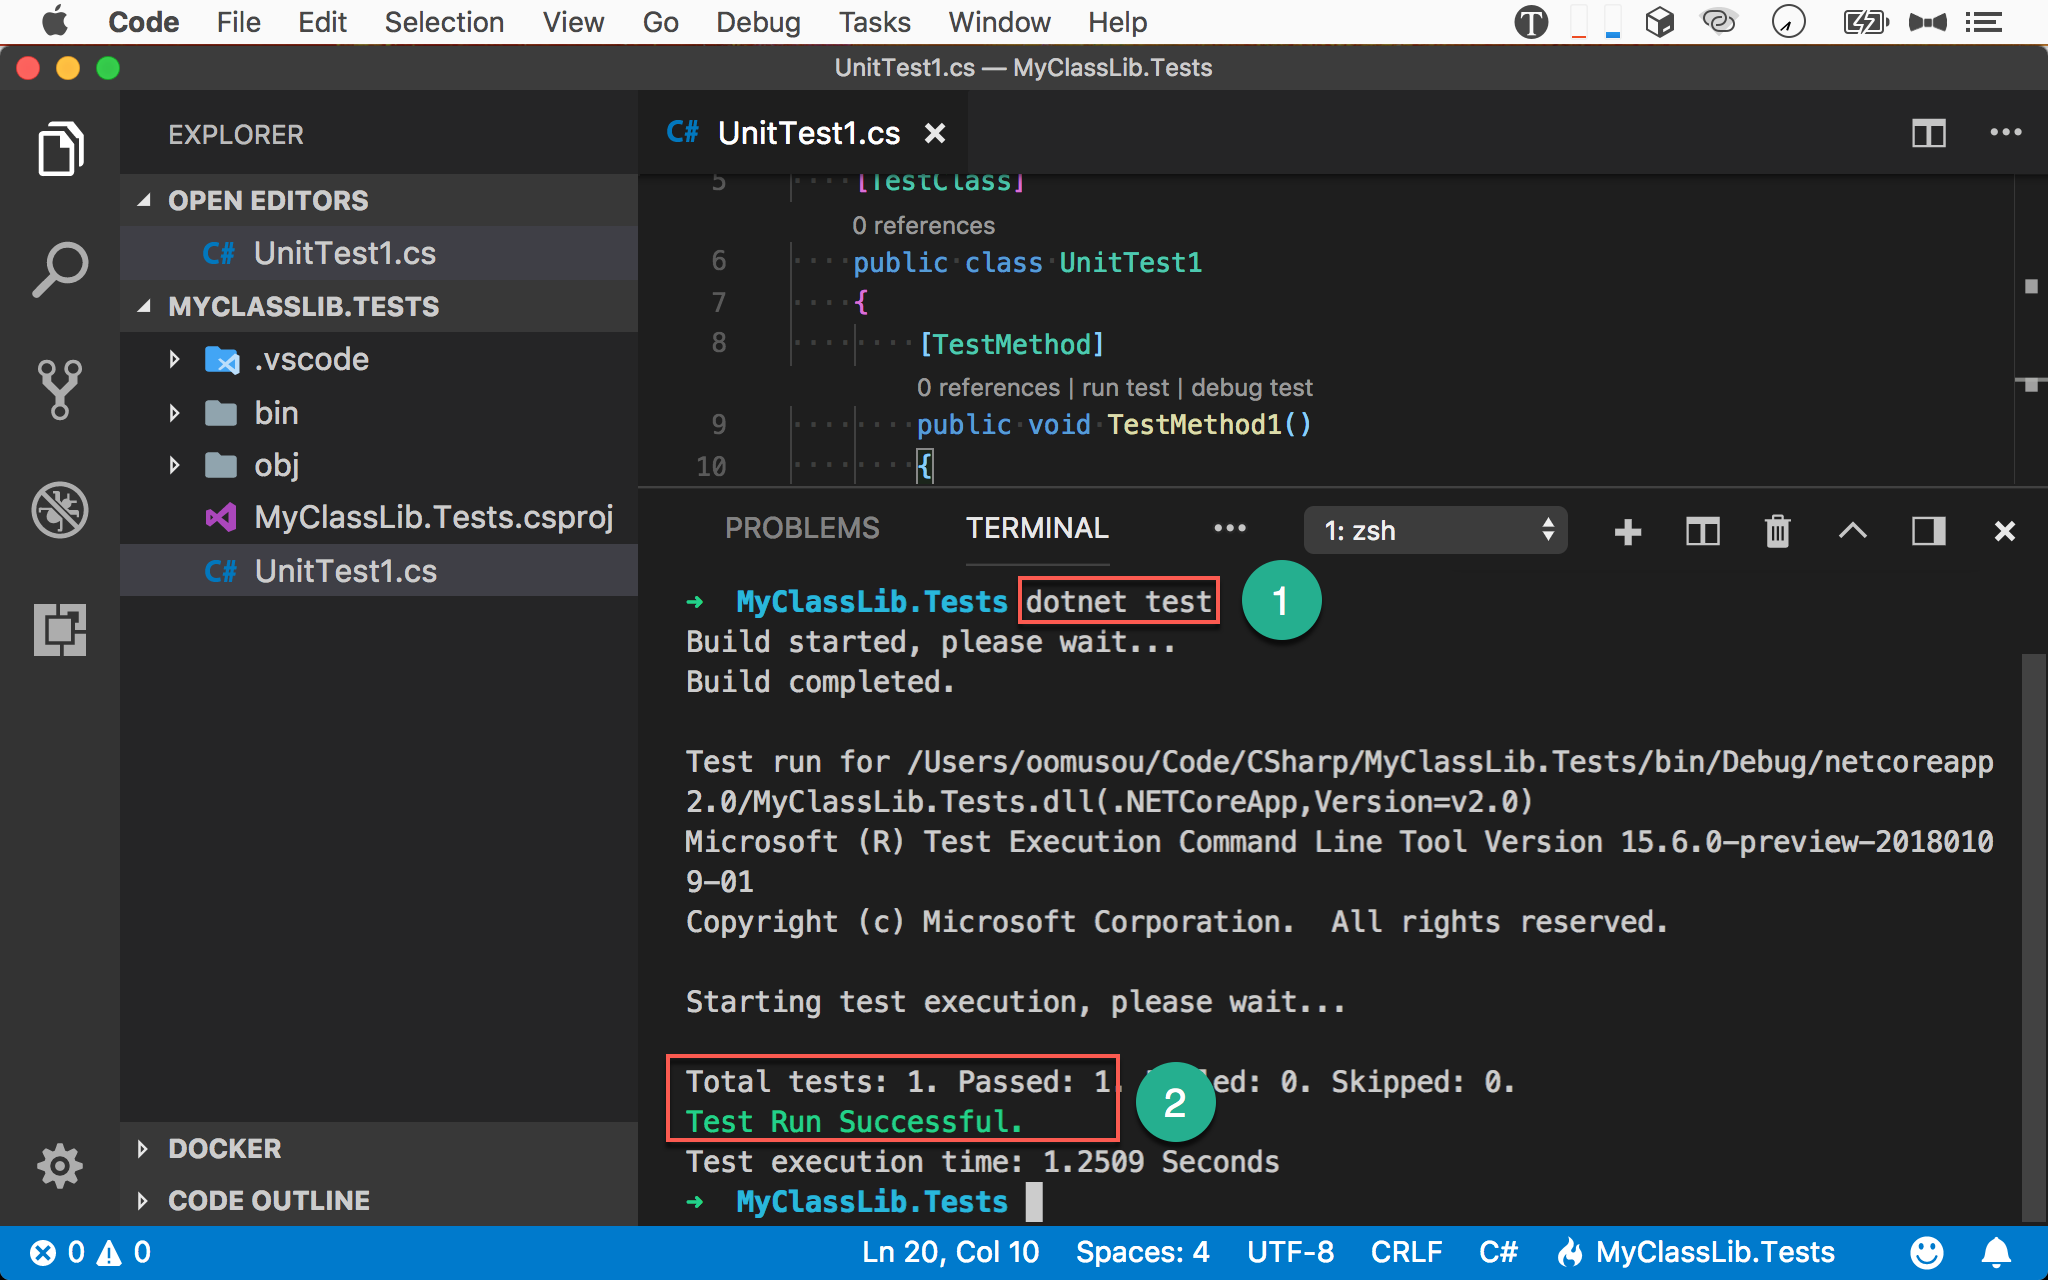 Code File Edit Selection View Go Debug Tasks Window Help
UnitTest1.cs — MyClassLib.Tests
EXPLORER
OPEN EDITORS
C# UnitTest1.cs
MYCLASSLIB.TESTS
.vscode
bin
obj
MyClassLib.Tests.csproj
C# UnitTest1.cs
DOCKER
CODE OUTLINE
C# UnitTest1.cs
5 [TestClass]
0 references
6 public class UnitTest1
7 {
8 [TestMethod]
0 references | run test | debug test
9 public void TestMethod1()
10 {
PROBLEMS TERMINAL ••• 1: zsh
→ MyClassLib.Tests dotnet test 1
Build started, please wait...
Build completed.
Test run for /Users/oomusou/Code/CSharp/MyClassLib.Tests/bin/Debug/netcoreapp
2.0/MyClassLib.Tests.dll(.NETCoreApp,Version=v2.0)
Microsoft (R) Test Execution Command Line Tool Version 15.6.0-preview-2018010
9-01
Copyright (c) Microsoft Corporation.  All rights reserved.
Starting test execution, please wait...
Total tests: 1. Passed: 1. ed: 0. Skipped: 0.
2
Test Run Successful.
Test execution time: 1.2509 Seconds
→ MyClassLib.Tests
0 0 Ln 20, Col 10 Spaces: 4 UTF-8 CRLF C# MyClassLib.Tests